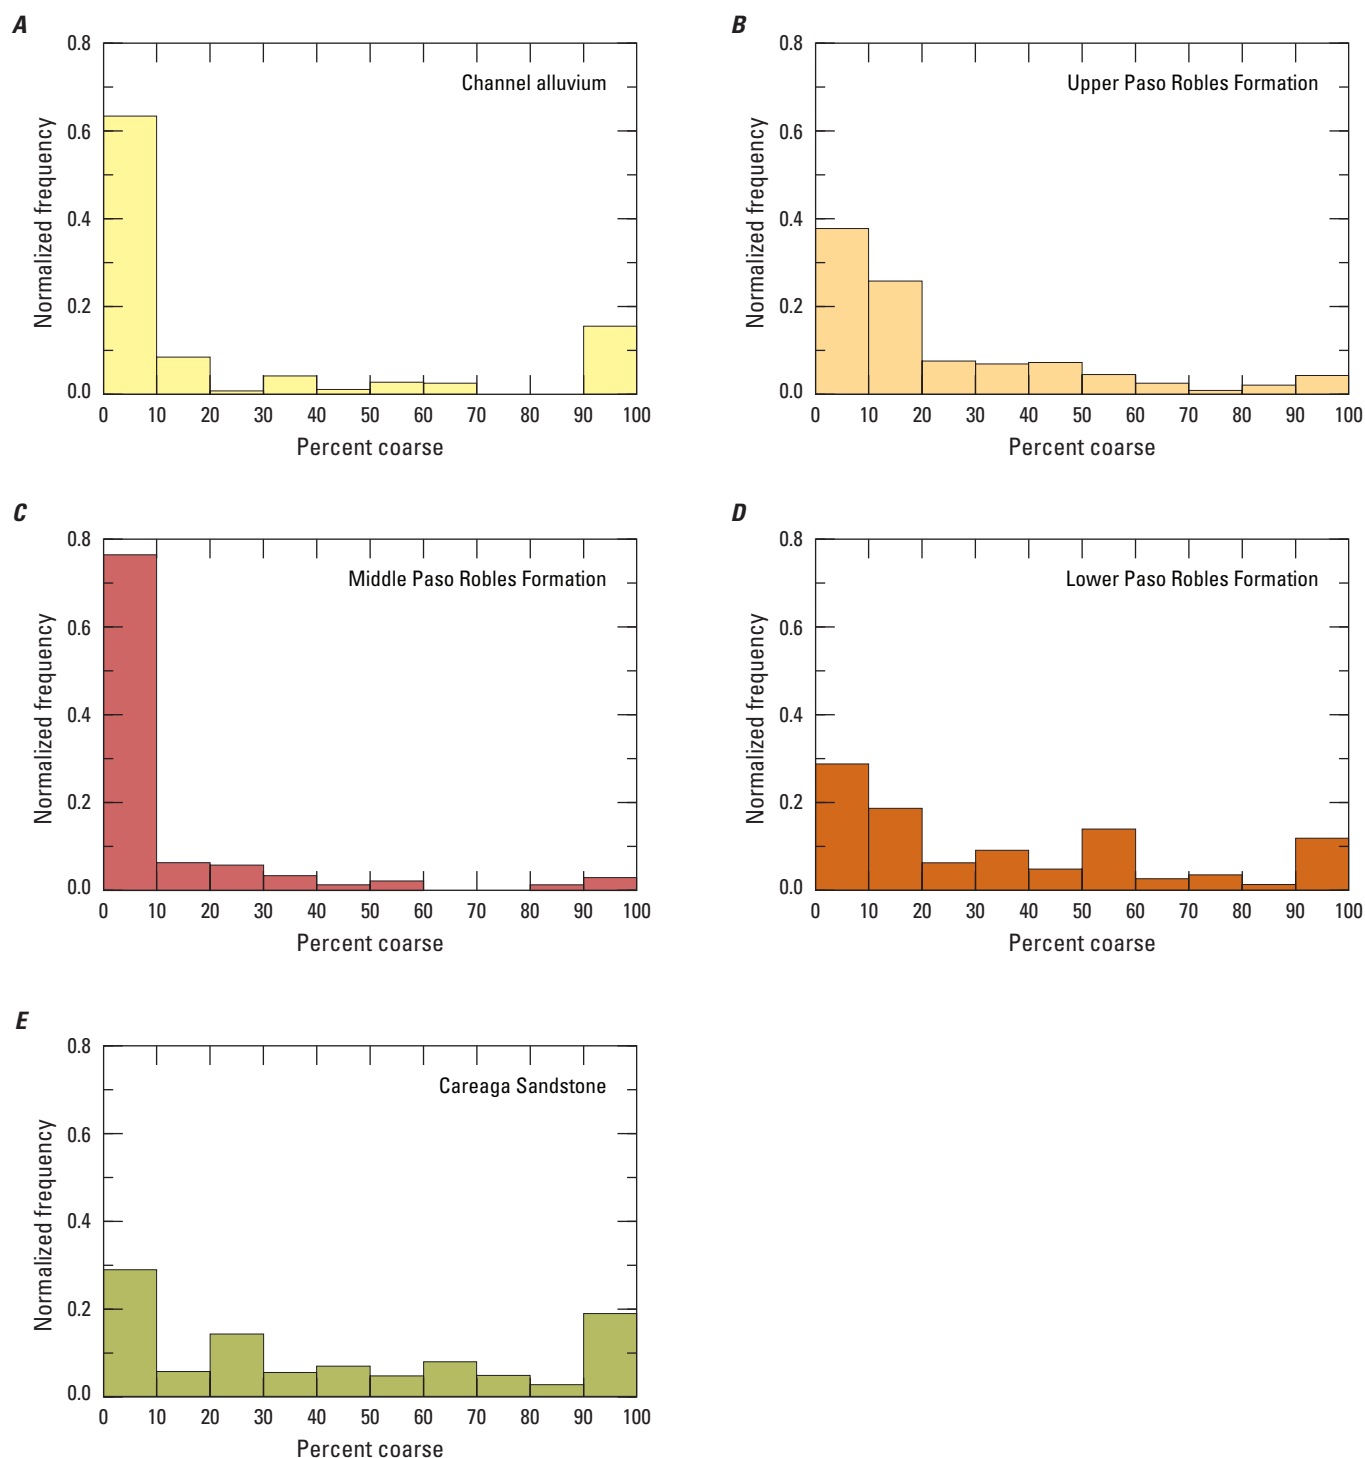 A
0.8
0.6
0.4
0.2
0.0
Normalized frequency
Channel alluvium
0 10 20 30 40 50 60 70 80 90 100
Percent coarse
B
0.8
0.6
0.4
0.2
0.0
Normalized frequency
Upper Paso Robles Formation
0 10 20 30 40 50 60 70 80 90 100
Percent coarse
C
0.8
0.6
0.4
0.2
0.0
Normalized frequency
Middle Paso Robles Formation
0 10 20 30 40 50 60 70 80 90 100
Percent coarse
D
0.8
0.6
0.4
0.2
0.0
Normalized frequency
Lower Paso Robles Formation
0 10 20 30 40 50 60 70 80 90 100
Percent coarse
E
0.8
0.6
0.4
0.2
0.0
Normalized frequency
Careaga Sandstone
0 10 20 30 40 50 60 70 80 90 100
Percent coarse